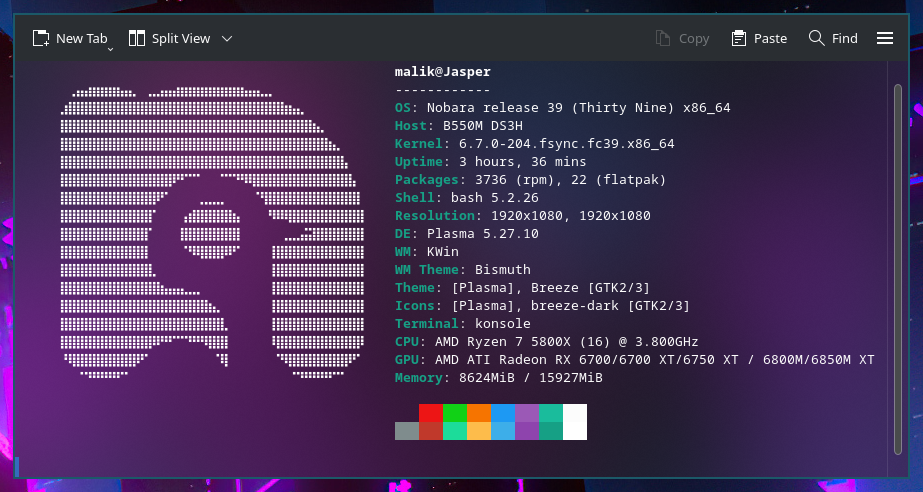 New Tab
Split View
Copy
Paste
Find
malik@Jasper
------------
OS: Nobara release 39 (Thirty Nine) x86_64
Host: B550M DS3H
Kernel: 6.7.0-204.fsync.fc39.x86_64
Uptime: 3 hours, 36 mins
Packages: 3736 (rpm), 22 (flatpak)
Shell: bash 5.2.26
Resolution: 1920x1080, 1920x1080
DE: Plasma 5.27.10
WM: KWin
WM Theme: Bismuth
Theme: [Plasma], Breeze [GTK2/3]
Icons: [Plasma], breeze-dark [GTK2/3]
Terminal: konsole
CPU: AMD Ryzen 7 5800X (16) @ 3.800GHz
GPU: AMD ATI Radeon RX 6700/6700 XT/6750 XT / 6800M/6850M XT
Memory: 8624MiB / 15927MiB